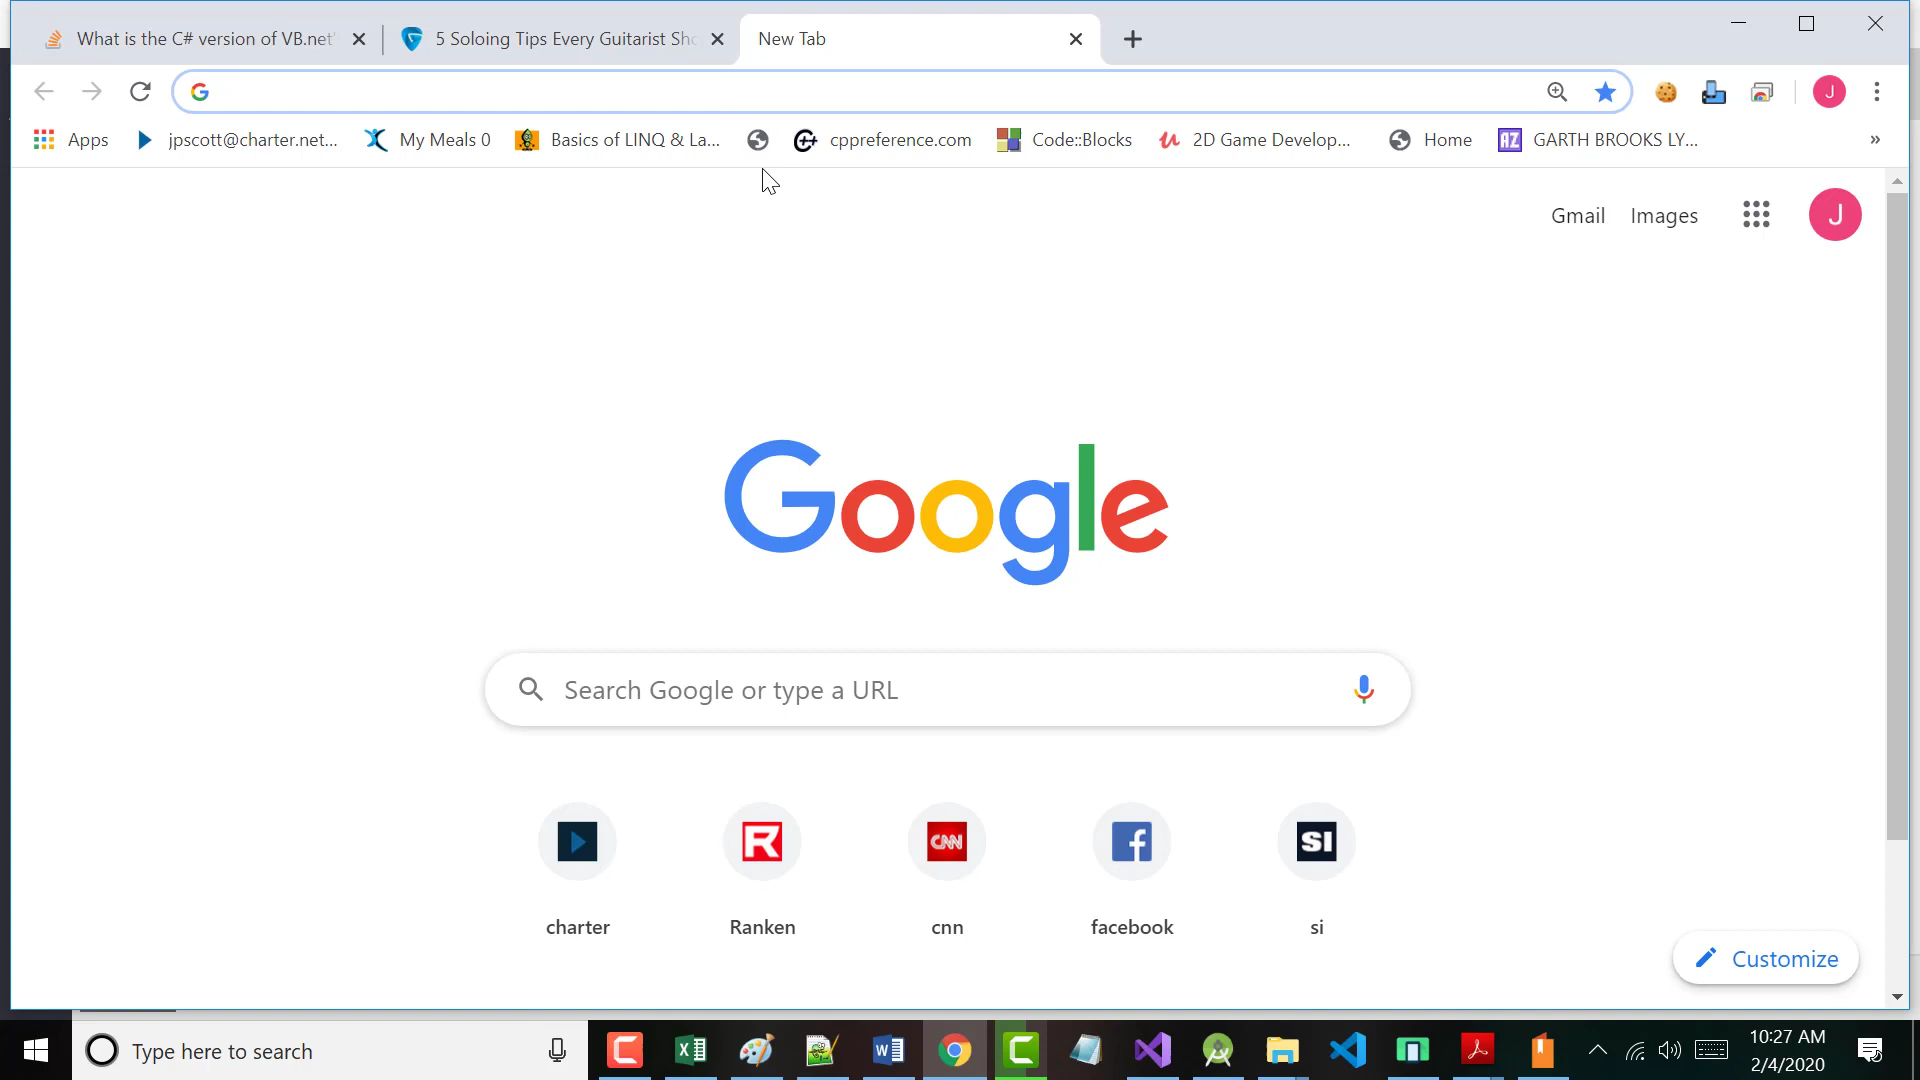 What is the C# version of VB.net'
5 Soloing Tips Every Guitarist Sho
New Tab
J
Apps
jpscott@charter.net...
My Meals 0
Basics of LINQ & La...
cppreference.com
Code::Blocks
2D Game Develop...
Home
AZ
GARTH BROOKS LY...
»
Gmail
Images
J
Google
Search Google or type a URL
R
CNN
f
SI
charter
Ranken
cnn
facebook
si
Customize
Type here to search
10:27 AM
2/4/2020